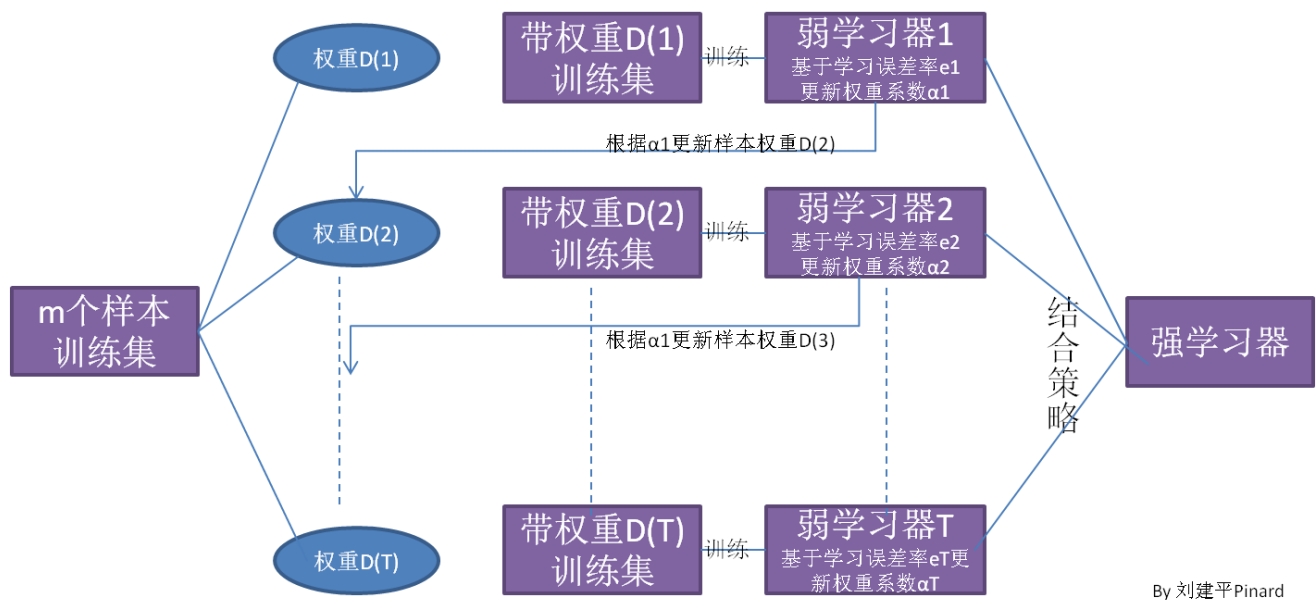 权重D(1)
带权重D(1)
训练集
训练
弱学习器1
基于学习误差率e1
更新权重系数α1
根据α1更新样本权重D(2)
权重D(2)
带权重D(2)
训练集
训练
弱学习器2
基于学习误差率e2
更新权重系数α2
m个样本
训练集
根据α1更新样本权重D(3)
结合策略
强学习器
权重D(T)
带权重D(T)
训练集
训练
弱学习器T
基于学习误差率eT更
新权重系数αT
By 刘建平Pinard